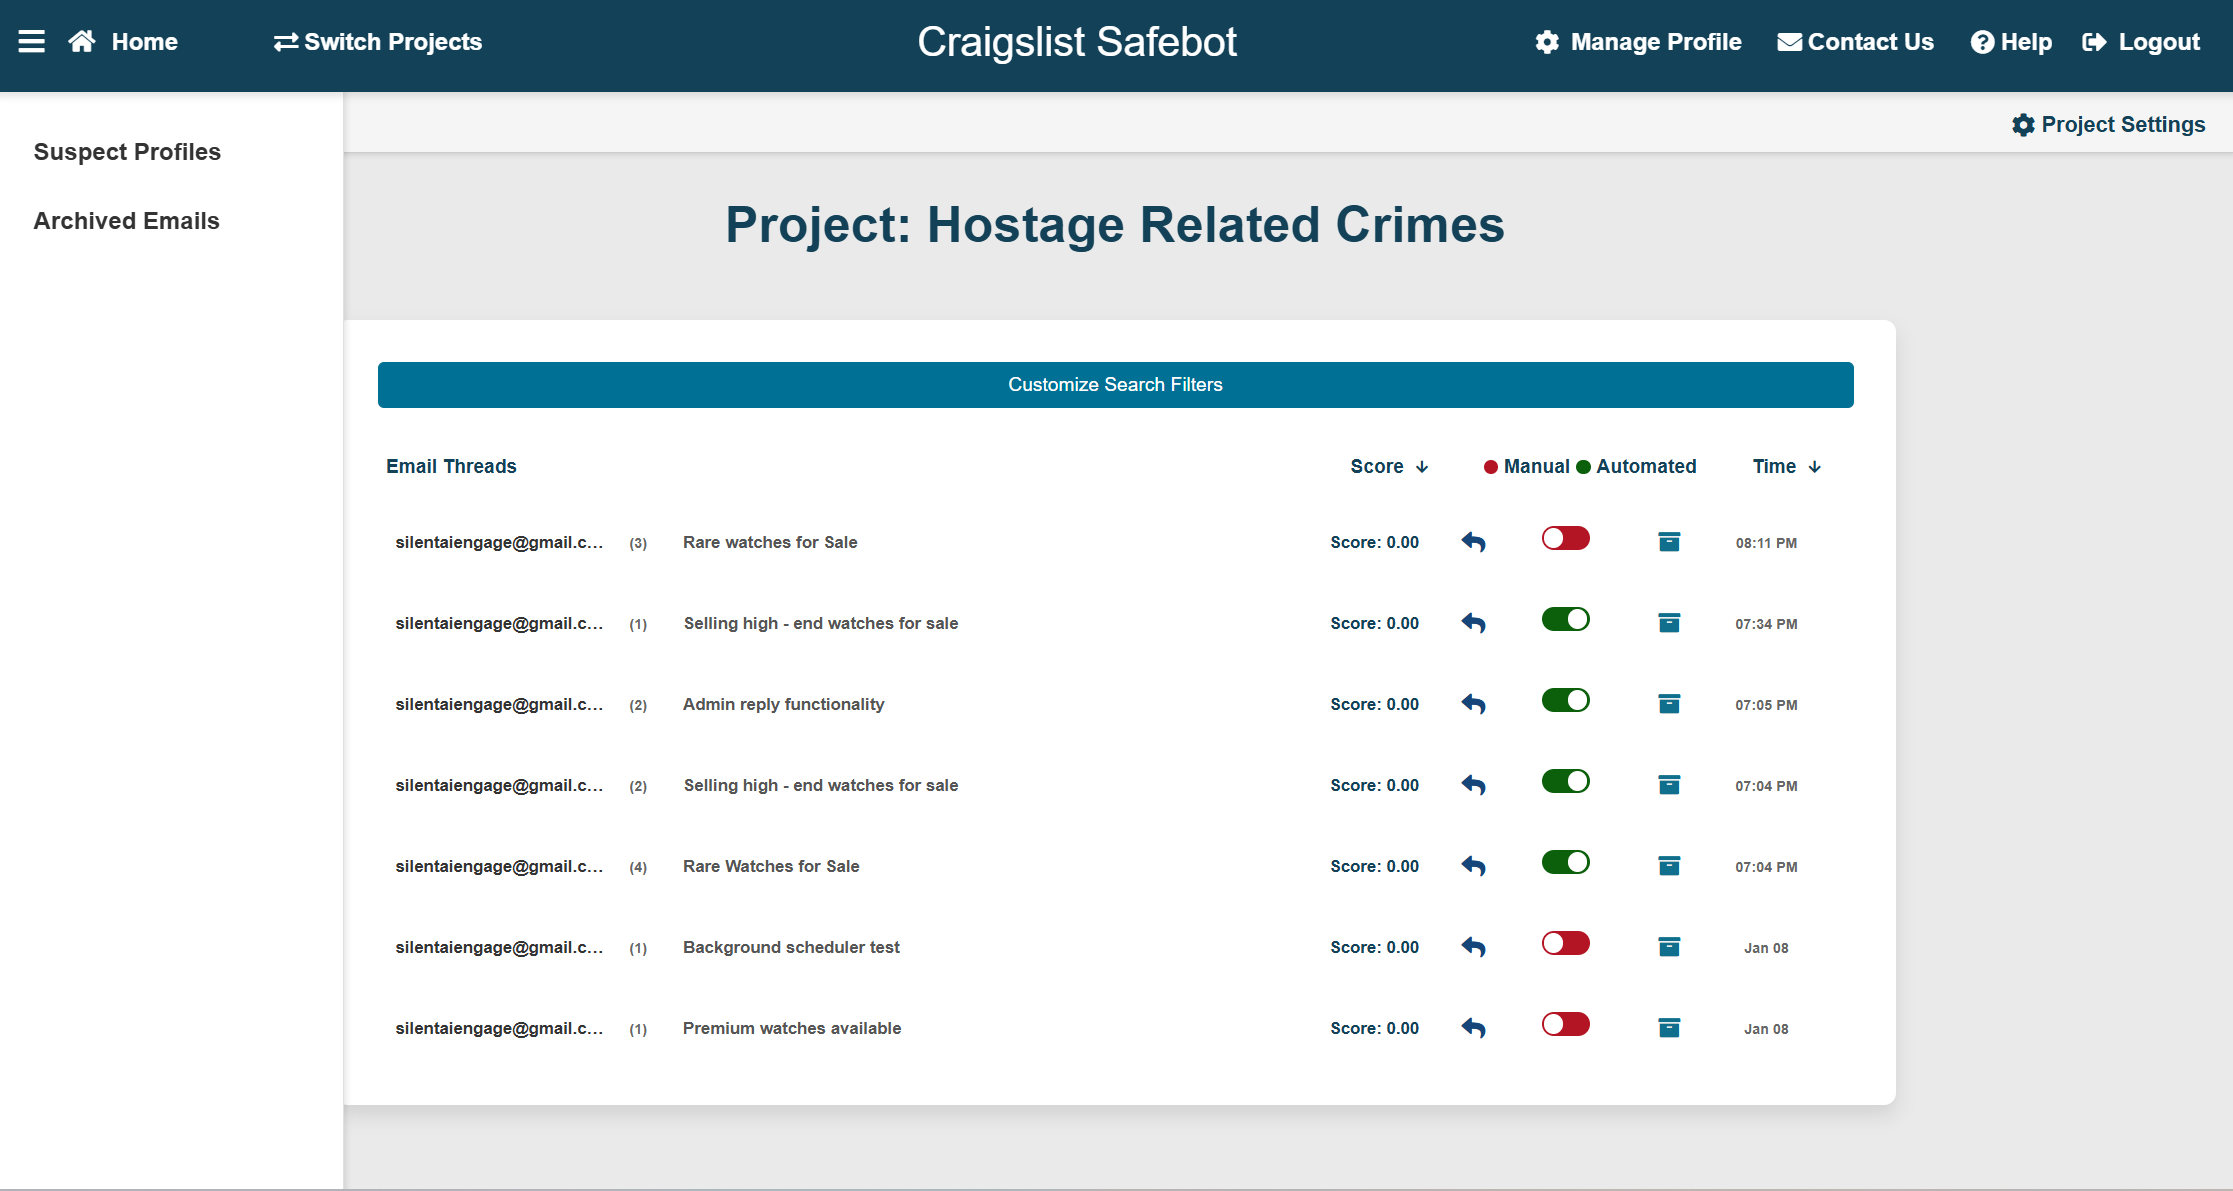 Home
Switch Projects
Craigslist Safebot
Manage Profile
Contact Us
Help
Logout
Suspect Profiles
Archived Emails
Project Settings
Project: Hostage Related Crimes
Customize Search Filters
Email Threads Score Manual Automated Time
silentaiengage@gmail.c... (3) Rare watches for Sale Score: 0.00 08:11 PM
silentaiengage@gmail.c... (1) Selling high - end watches for sale Score: 0.00 07:34 PM
silentaiengage@gmail.c... (2) Admin reply functionality Score: 0.00 07:05 PM
silentaiengage@gmail.c... (2) Selling high - end watches for sale Score: 0.00 07:04 PM
silentaiengage@gmail.c... (4) Rare Watches for Sale Score: 0.00 07:04 PM
silentaiengage@gmail.c... (1) Background scheduler test Score: 0.00 Jan 08
silentaiengage@gmail.c... (1) Premium watches available Score: 0.00 Jan 08